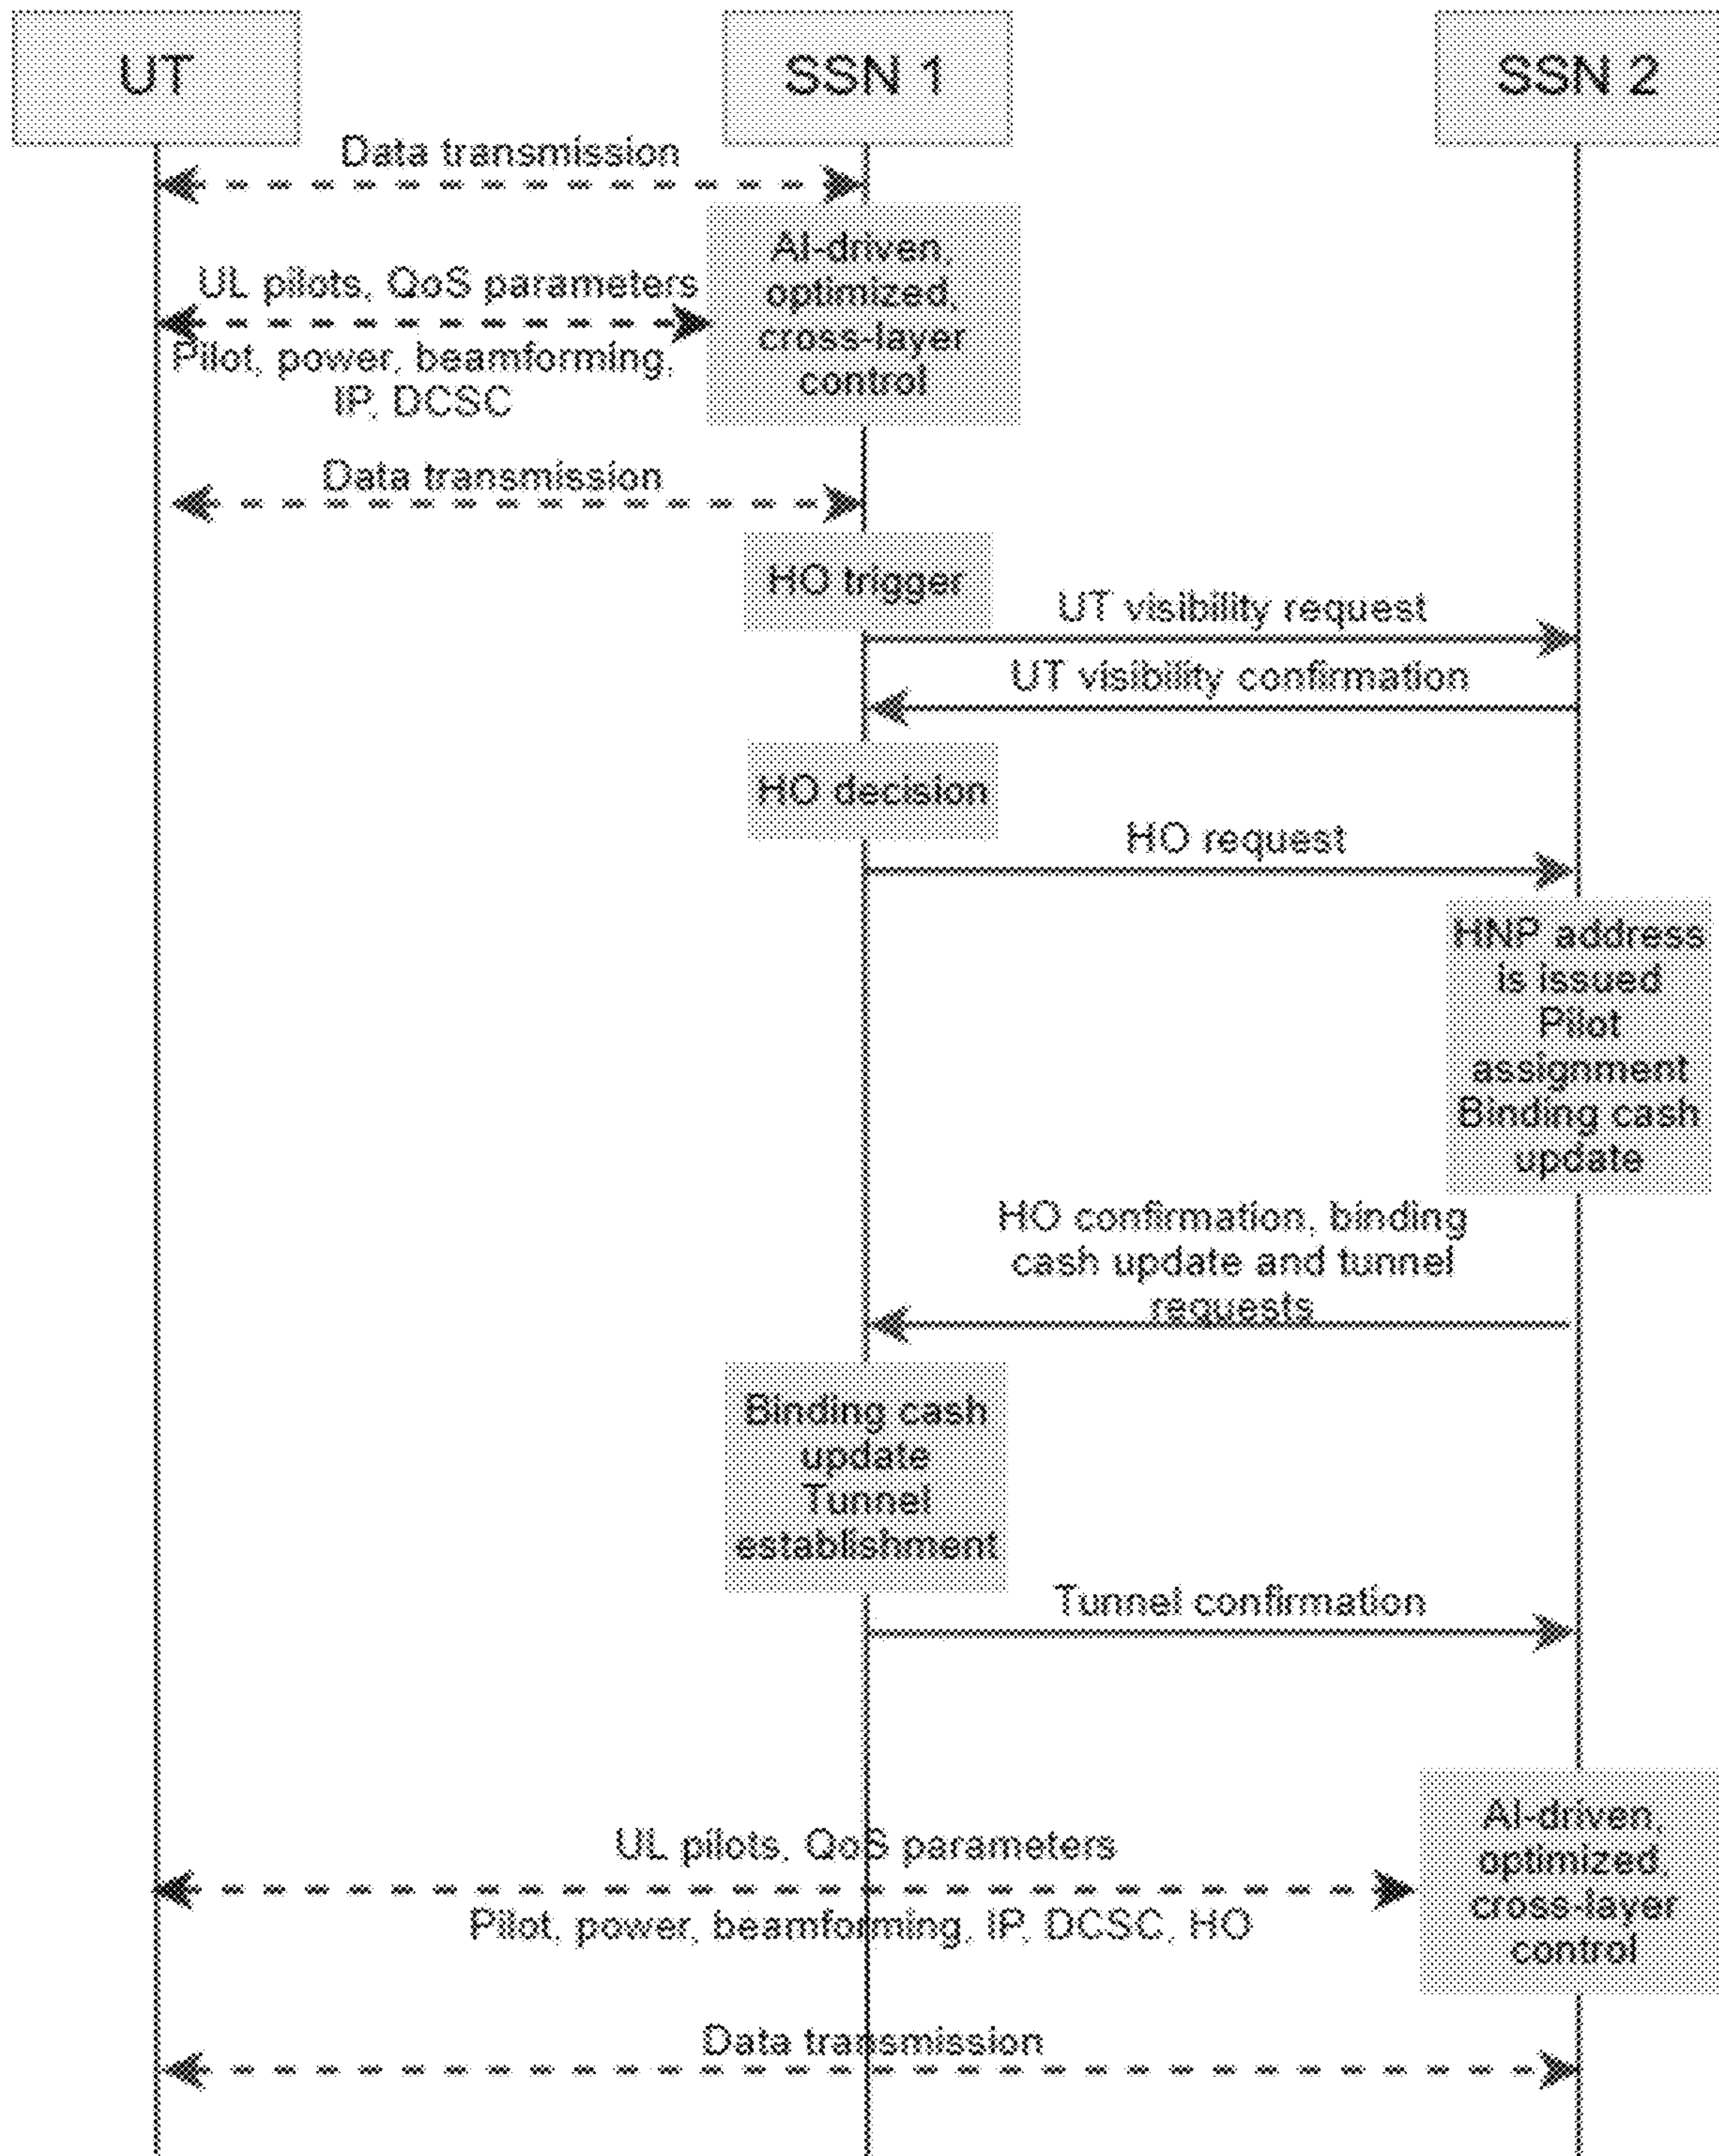 UT
SSN 1
SSN 2
Data transmission
AI-driven,
optimized,
cross-layer
control
UL pilots, QoS parameters
Pilot, power, beamforming,
IP, DCSC
Data transmission
HO trigger
UT visibility request
UT visibility confirmation
HO decision
HO request
HNP address
is issued
Pilot
assignment
Binding cash
update
HO confirmation, binding
cash update and tunnel
requests
Binding cash
update
Tunnel
establishment
Tunnel confirmation
AI-driven,
optimized,
cross-layer
control
UL pilots, QoS parameters
Pilot, power, beamforming, IP, DCSC, HO
Data transmission